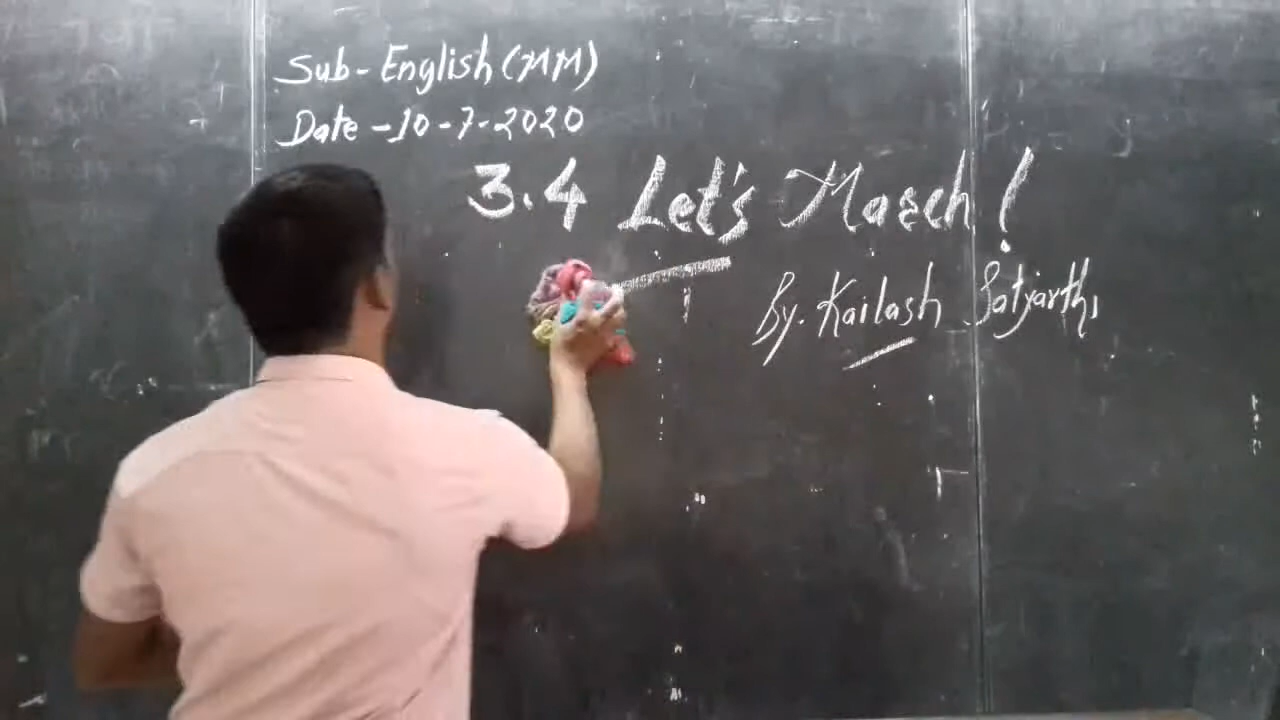 Sub-English (MM)
Date -10-7-2020
3.4 Let's March!
By. Kailash Satyarthi